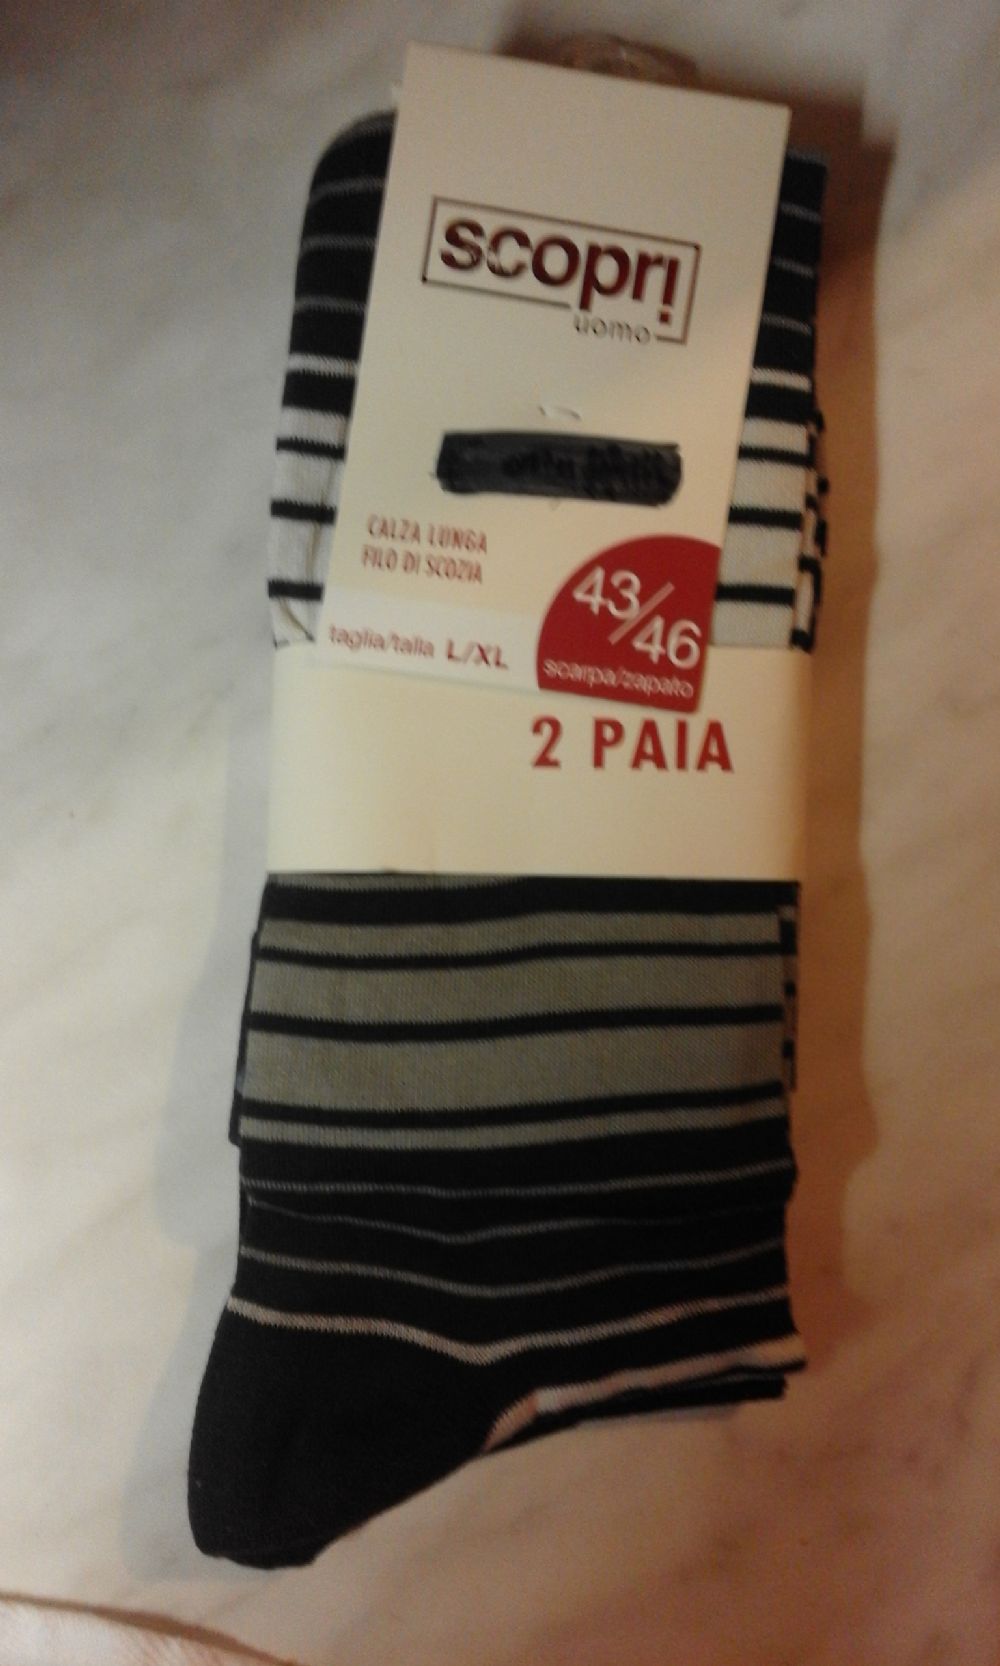 scopri
uomo
CALZA LUNGA
FILO DI SCOZIA
43/46
scarpa/zapato
taglia/talla L/XL
2 PAIA